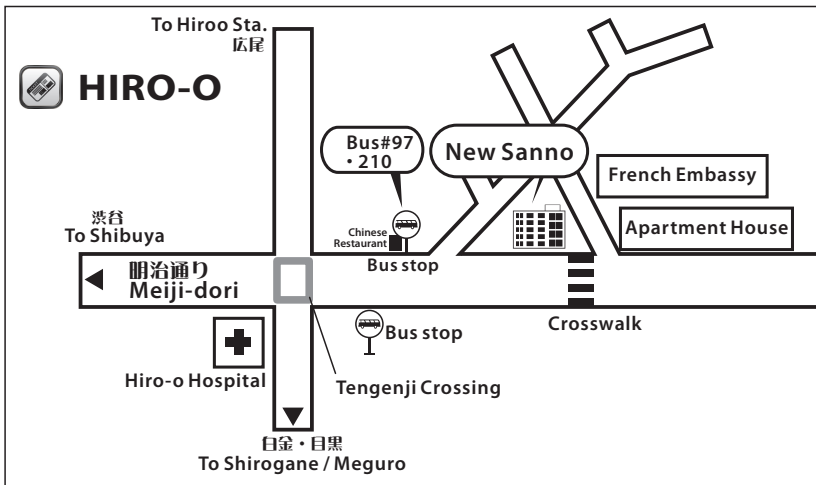 To Hiroo Sta.
広尾
HIRO-O
Bus#97
・210
New Sanno
French Embassy
Apartment House
渋谷
To Shibuya
Chinese
Restaurant
Bus stop
明治通り
Meiji-dori
Bus stop
Crosswalk
Hiro-o Hospital
Tengenji Crossing
白金・目黒
To Shirogane / Meguro